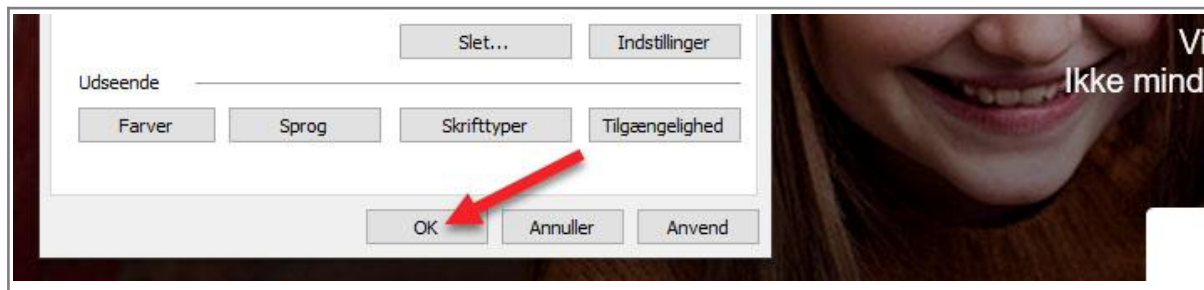 Slet... Indstillinger
Udseende
Farver Sprog Skrifttyper Tilgængelighed
OK Annuller Anvend
Vi
Ikke mind